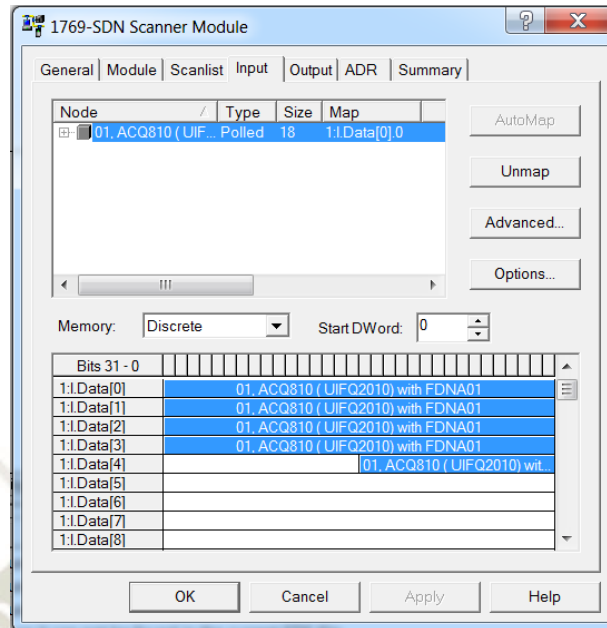 1769-SDN Scanner Module
General Module Scanlist Input Output ADR Summary
Node Type Size Map
01, ACQ810 ( UIF... Polled 18 1:I.Data[0].0
AutoMap
Unmap
Advanced...
Options...
Memory: Discrete Start DWord: 0
Bits 31 - 0
1:I.Data[0] 01, ACQ810 ( UIFQ2010) with FDNA01
1:I.Data[1] 01, ACQ810 ( UIFQ2010) with FDNA01
1:I.Data[2] 01, ACQ810 ( UIFQ2010) with FDNA01
1:I.Data[3] 01, ACQ810 ( UIFQ2010) with FDNA01
1:I.Data[4] 01, ACQ810 ( UIFQ2010) wit...
1:I.Data[5]
1:I.Data[6]
1:I.Data[7]
1:I.Data[8]
OK Cancel Apply Help